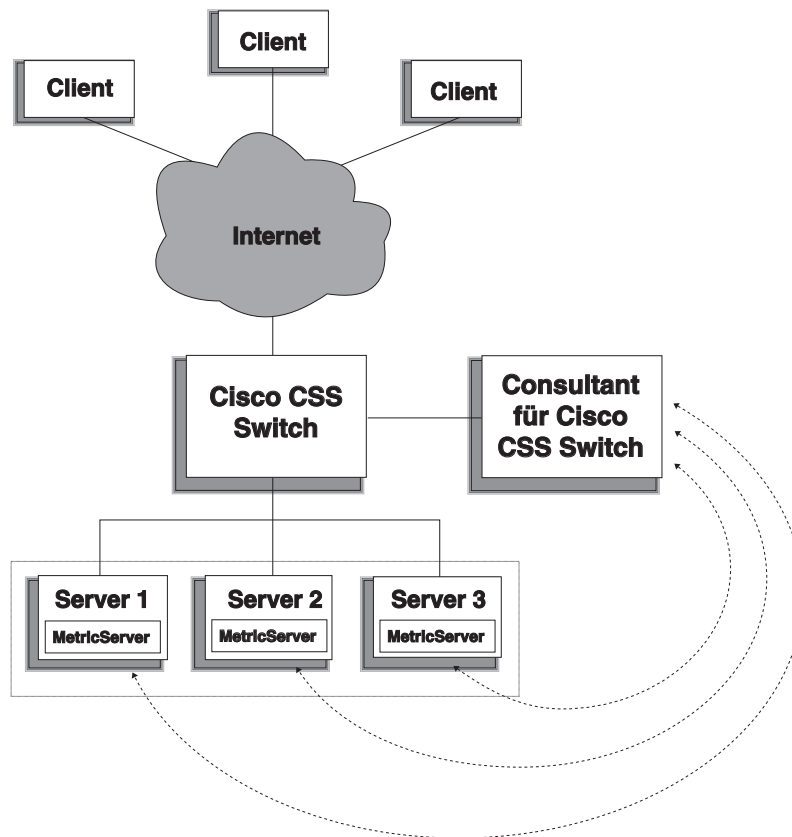 Client
Client
Client
Internet
Cisco CSS
Switch
Consultant
für Cisco
CSS Switch
Server 1
MetricServer
Server 2
MetricServer
Server 3
MetricServer